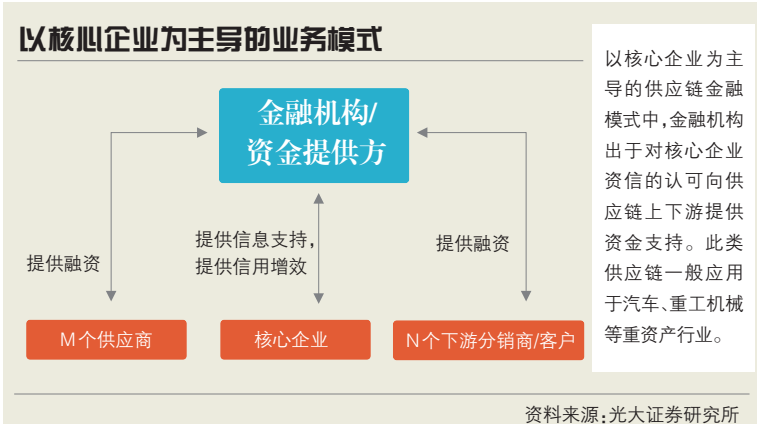 以核心企业为主导的业务模式
金融机构/
资金提供方
提供融资
提供信息支持，
提供信用增效
提供融资
M个供应商
核心企业
N个下游分销商/客户
以核心企业为主
导的供应链金融
模式中，金融机构
出于对核心企业
资信的认可向供
应链上下游提供
资金支持。此类
供应链一般应用
于汽车、重工机械
等重资产行业。
资料来源：光大证券研究所